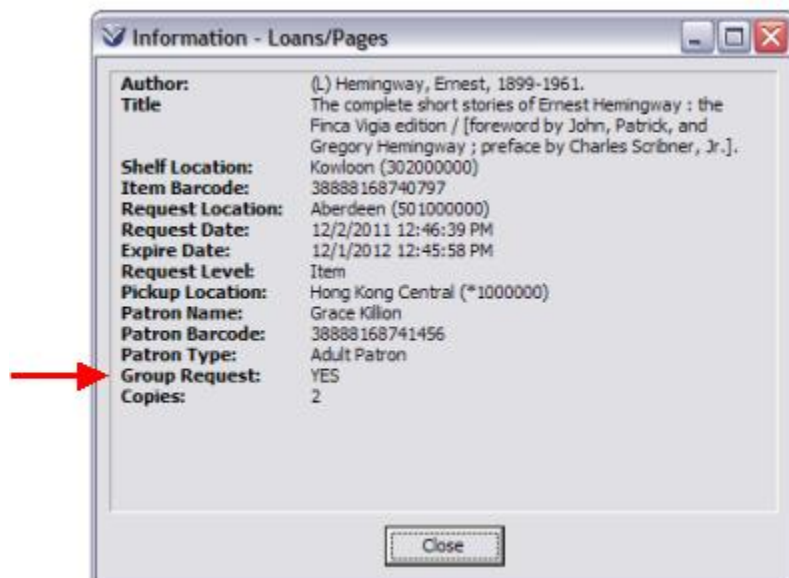 Information - Loans/Pages
Author: (L) Hemingway, Ernest, 1899-1961.
Title The complete short stories of Ernest Hemingway : the
Finca Vigia edition / [foreword by John, Patrick, and
Gregory Hemingway ; preface by Charles Scribner, Jr.].
Shelf Location: Kowloon (302000000)
Item Barcode: 38888168740797
Request Location: Aberdeen (501000000)
Request Date: 12/2/2011 12:46:39 PM
Expire Date: 12/1/2012 12:45:58 PM
Request Level: Item
Pickup Location: Hong Kong Central (*1000000)
Patron Name: Grace Killion
Patron Barcode: 38888168741456
Patron Type: Adult Patron
Group Request: YES
Copies: 2
Close